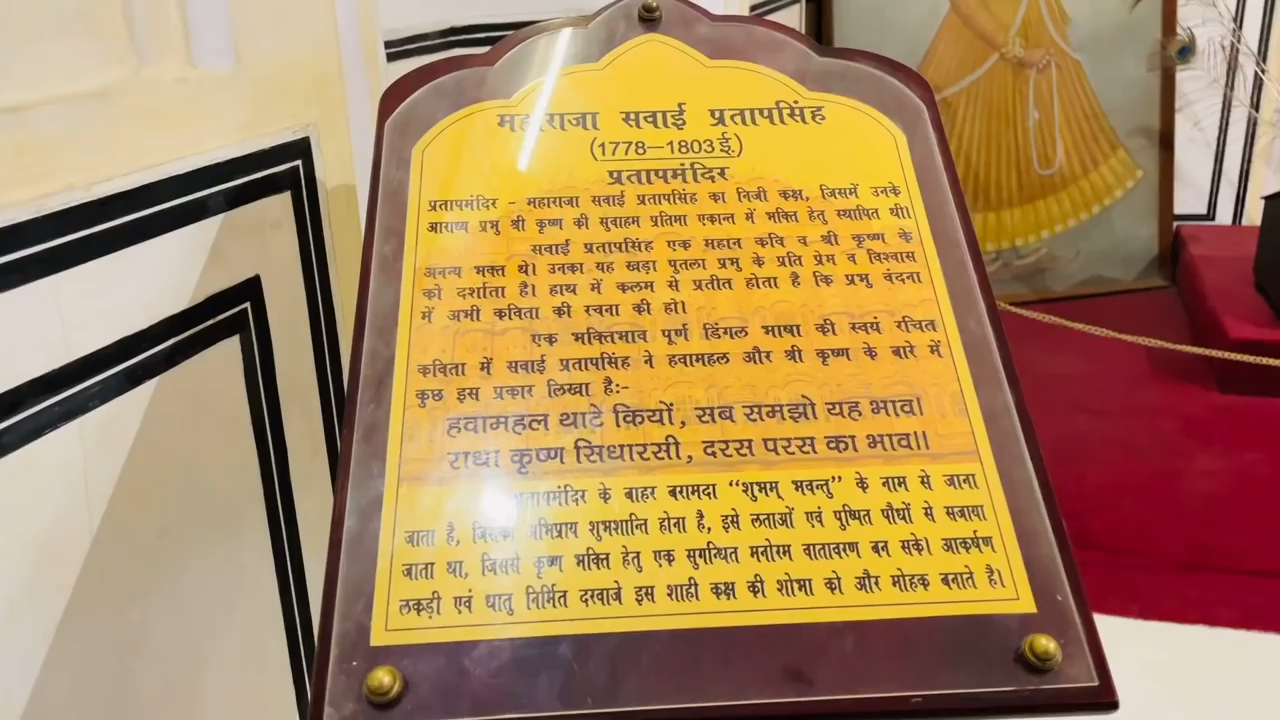 महाराजा सवाई प्रतापसिंह
(1778–1803 ई.)
प्रतापमंदिर
प्रतापमंदिर - महाराजा सवाई प्रतापसिंह का निजी कक्ष, जिसमें उनके
आराध्य प्रभु श्री कृष्ण की सुवाहम प्रतिमा एकान्त में भक्ति हेतु स्थापित थी।
सवाई प्रतापसिंह एक महान कवि व श्री कृष्ण के
अनन्य भक्त थे। उनका यह खड़ा पुतला प्रभु के प्रति प्रेम व विश्वास
को दर्शाता है। हाथ में कलम से प्रतीत होता है कि प्रभु वंदना
में अभी कविता की रचना की हो।
एक भक्तिभाव पूर्ण डिंगल भाषा की स्वयं रचित
कविता में सवाई प्रतापसिंह ने हवामहल और श्री कृष्ण के बारे में
कुछ इस प्रकार लिखा है:-
हवामहल थाटे कियों, सब समझो यह भाव।
राधा कृष्ण सिधारसी, दरस परस का भाव।।
प्रतापमंदिर के बाहर बरामदा "शुभम् भवन्तु" के नाम से जाना
जाता है, जिसका अभिप्राय शुभशान्ति होना है, इसे लताओं एवं पुष्पित पौधों से सजाया
जाता था, जिससे कृष्ण भक्ति हेतु एक सुगन्धित मनोरम वातावरण बन सके। आकर्षण
लकड़ी एवं धातु निर्मित दरवाजे इस शाही कक्ष की शोभा को और मोहक बनाते है।